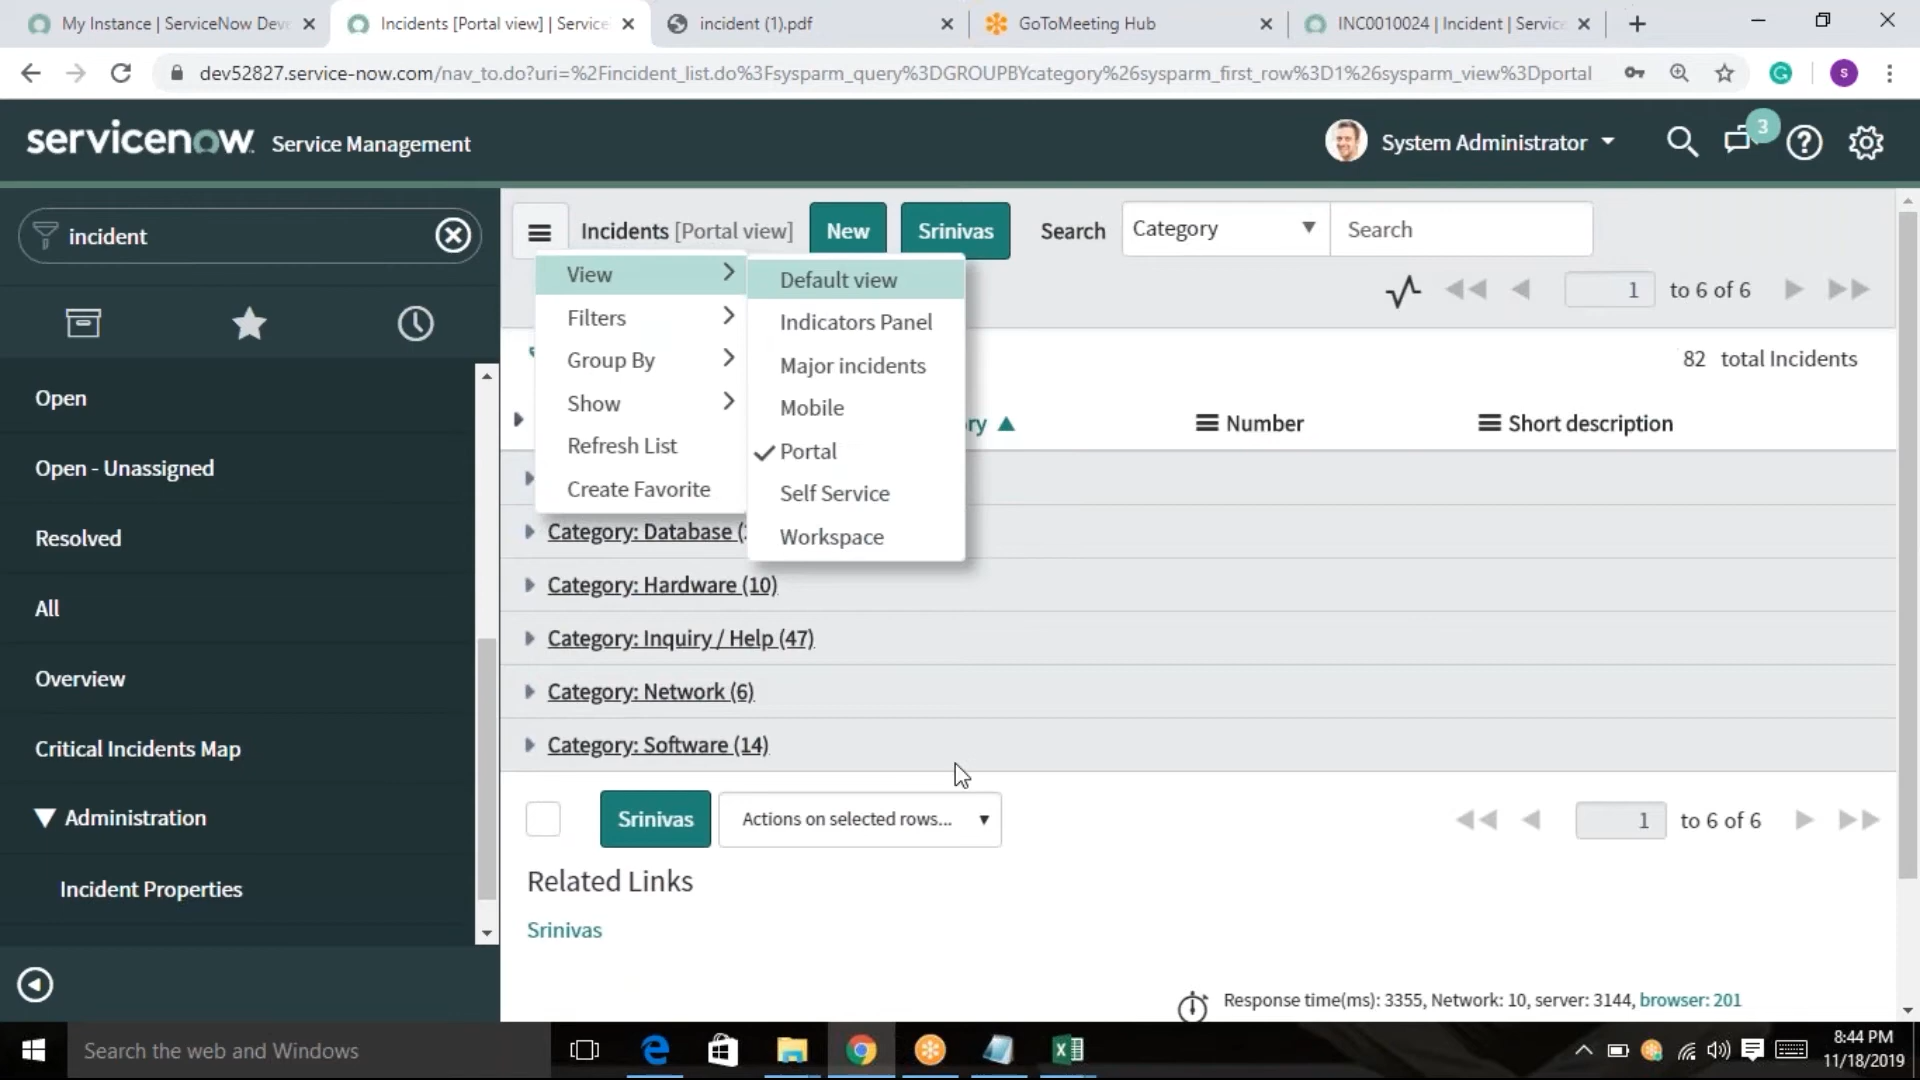 My Instance | ServiceNow Deve
Incidents [Portal view] | Service
incident (1).pdf
GoToMeeting Hub
INC0010024 | Incident | Service
dev52827.service-now.com/nav_to.do?uri=%2Fincident_list.do%3Fsysparm_query%3DGROUPBYcategory%26sysparm_first_row%3D1%26sysparm_view%3Dportal
S
servicenow Service Management
System Administrator
3
incident
Incidents [Portal view]
New
Srinivas
Search
Category
Search
1 to 6 of 6
View
Filters
Group By
Show
Refresh List
Create Favorite
Default view
Indicators Panel
Major incidents
Mobile
Portal
Self Service
Workspace
82 total Incidents
ry
Number
Short description
Category: Database (
Category: Hardware (10)
Category: Inquiry / Help (47)
Category: Network (6)
Category: Software (14)
Srinivas
Actions on selected rows...
1 to 6 of 6
Related Links
Srinivas
Response time(ms): 3355, Network: 10, server: 3144, browser: 201
Open
Open - Unassigned
Resolved
All
Overview
Critical Incidents Map
Administration
Incident Properties
Search the web and Windows
8:44 PM
11/18/2019